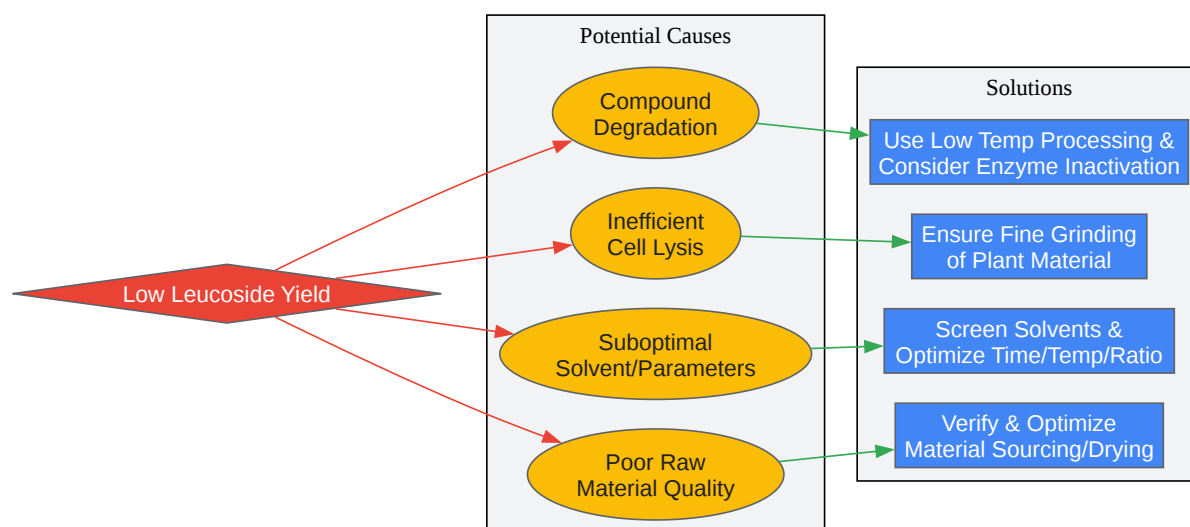 Low Leucoside Yield
Potential Causes
Compound
Degradation
Inefficient
Cell Lysis
Suboptimal
Solvent/Parameters
Poor Raw
Material Quality
Solutions
Use Low Temp Processing &
Consider Enzyme Inactivation
Ensure Fine Grinding
of Plant Material
Screen Solvents &
Optimize Time/Temp/Ratio
Verify & Optimize
Material Sourcing/Drying